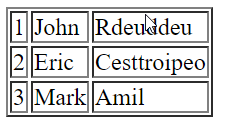 1 John
2 Eric Cesttroipeo
3 Mark Amil